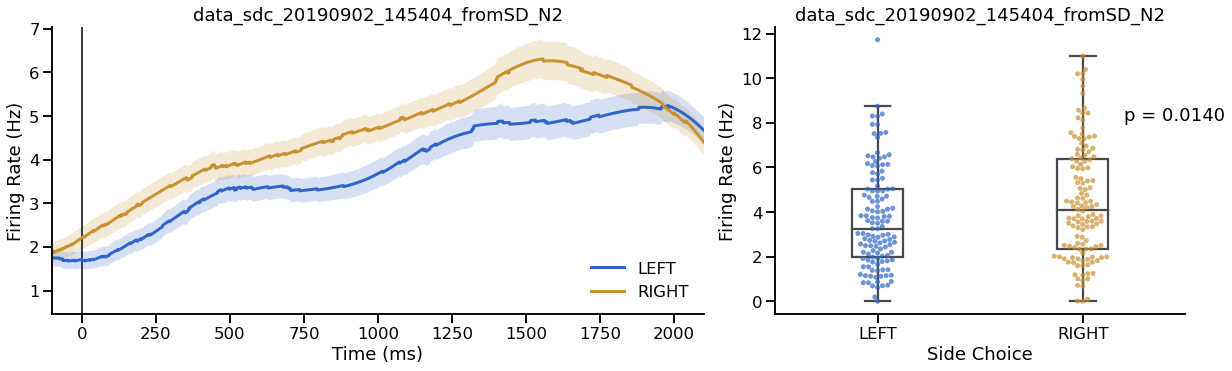 data_sdc_20190902_145404_fromSD_N2
Firing Rate (Hz)
7
6
5
4
3
2
1
0
250
500
750
1000
1250
1500
1750
2000
Time (ms)
LEFT
RIGHT
data_sdc_20190902_145404_fromSD_N2
Firing Rate (Hz)
12
10
8
6
4
2
0
p = 0.0140
LEFT
RIGHT
Side Choice